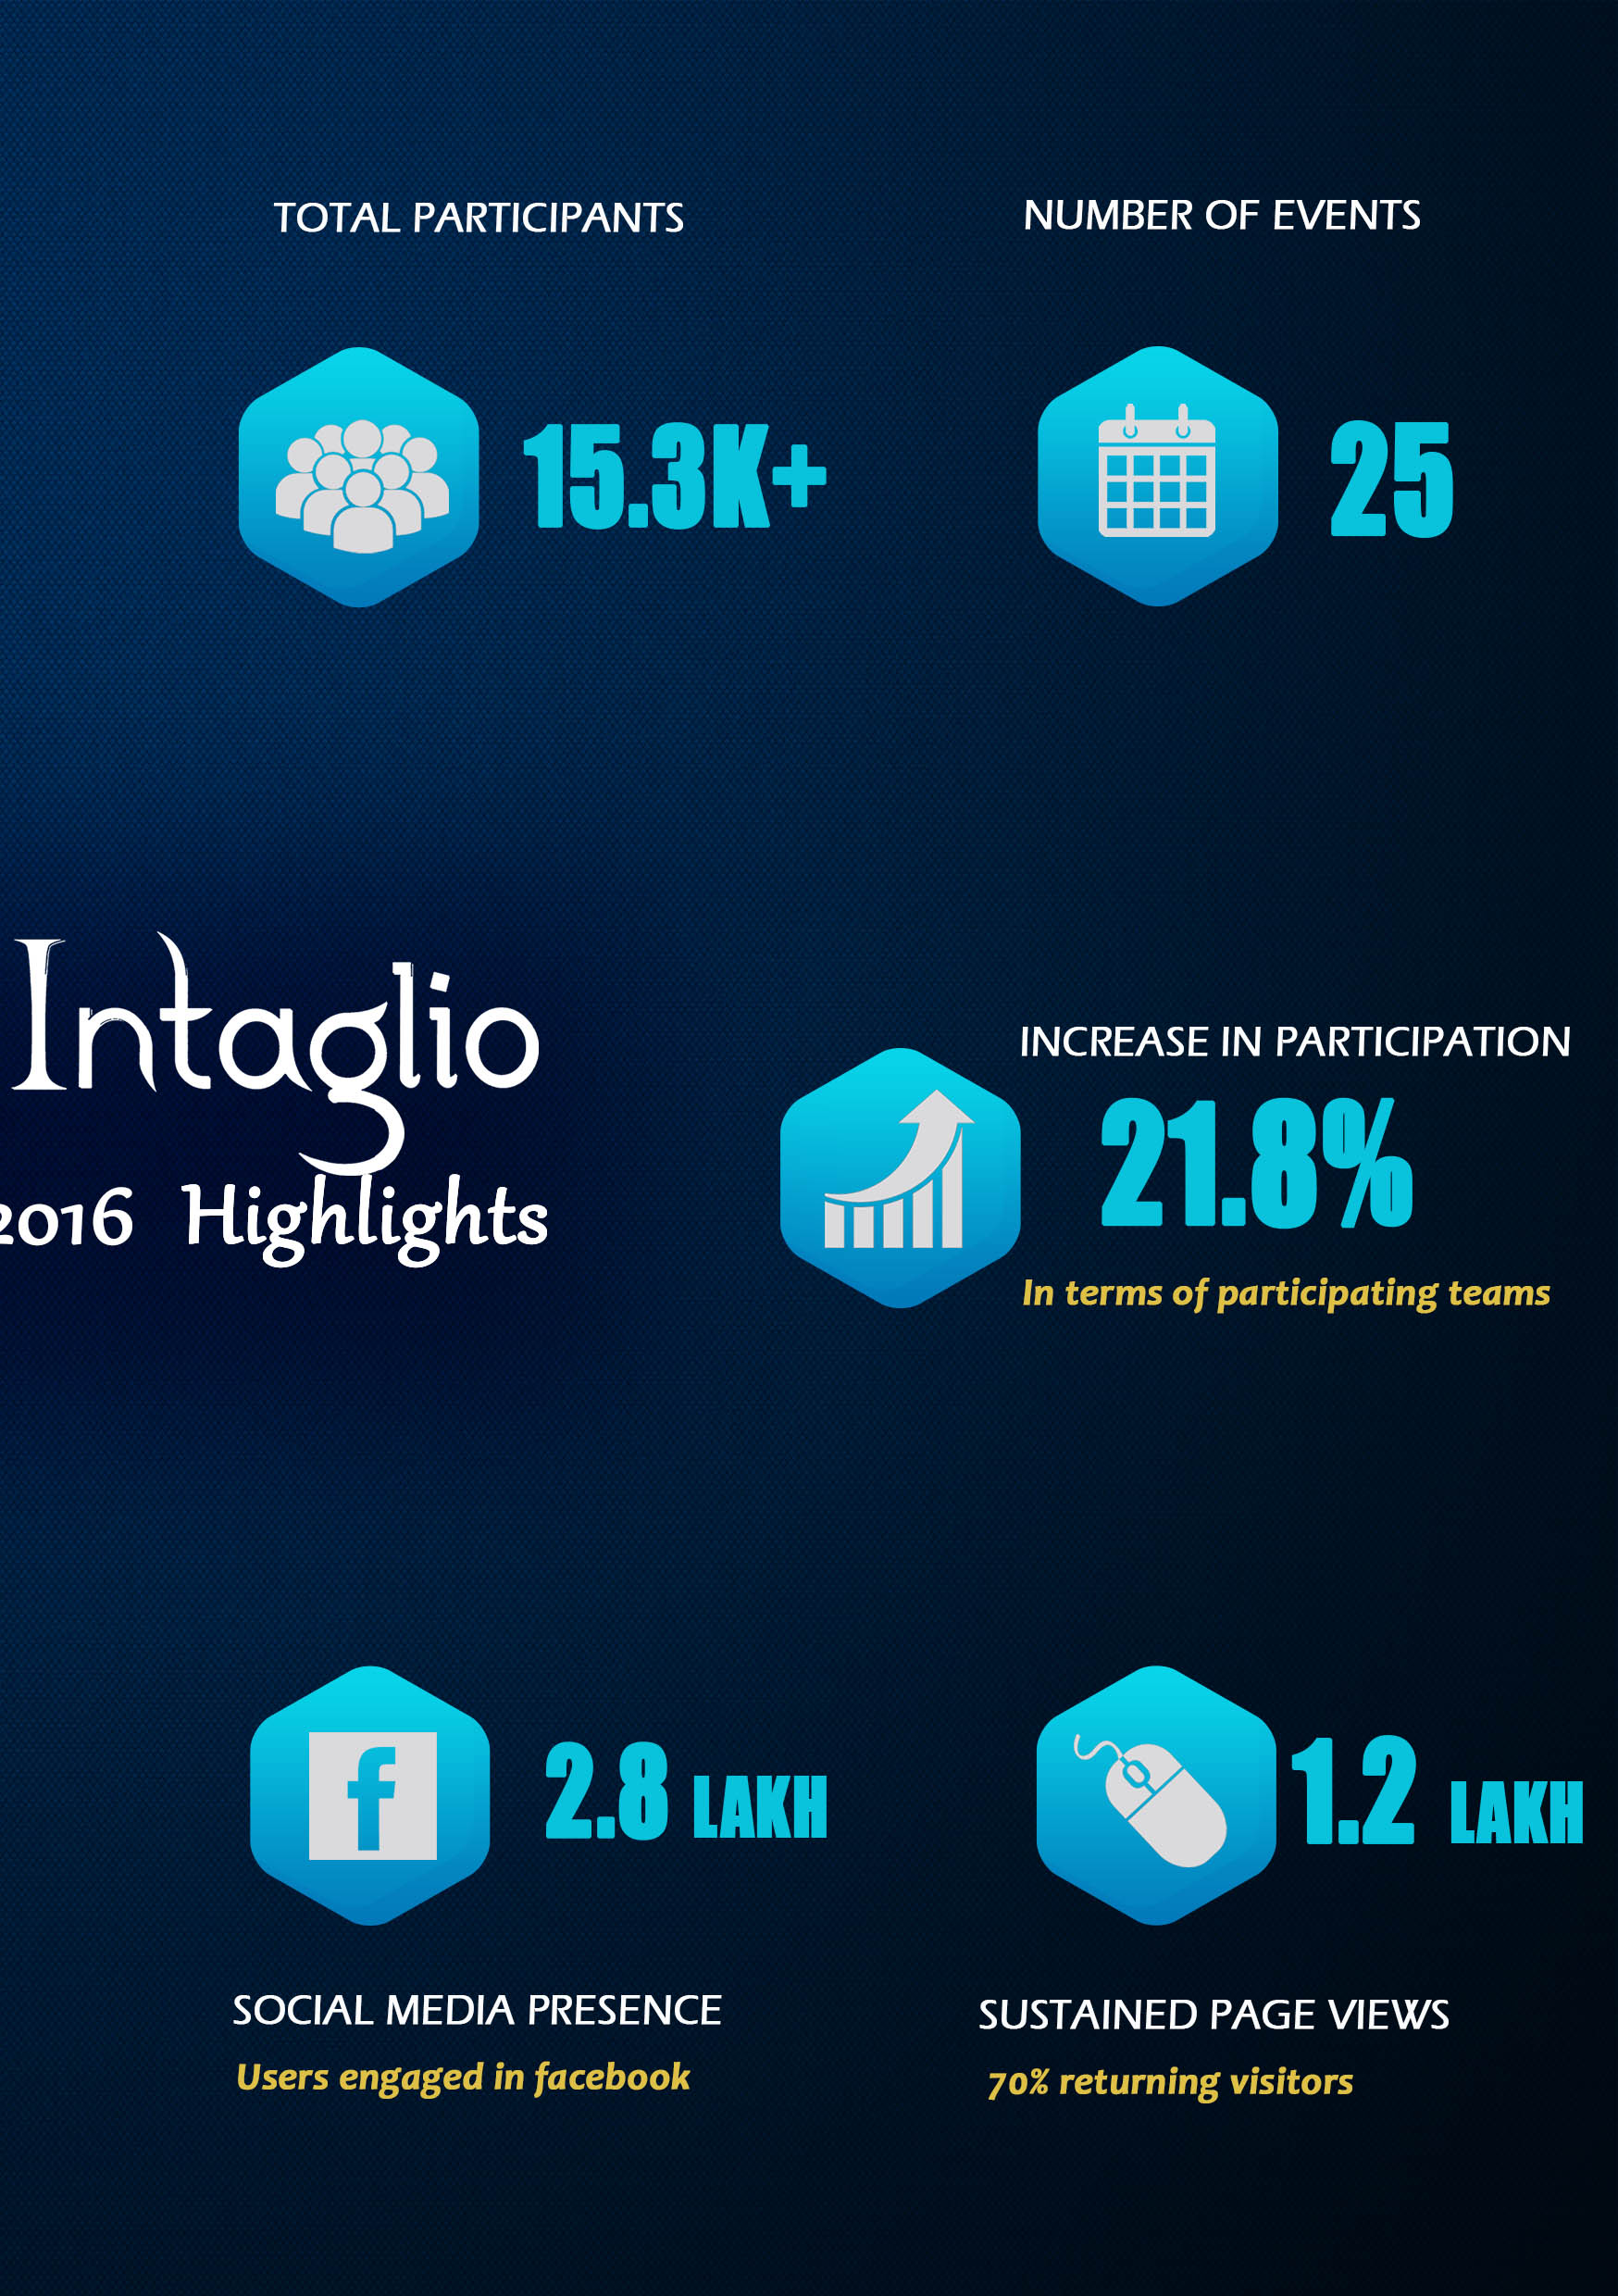 TOTAL PARTICIPANTS
NUMBER OF EVENTS
15.3K+
25
Intaglio
2016 Highlights
INCREASE IN PARTICIPATION
21.8%
In terms of participating teams
f
2.8 LAKH
1.2 LAKH
SOCIAL MEDIA PRESENCE
Users engaged in facebook
SUSTAINED PAGE VIEWS
70% returning visitors